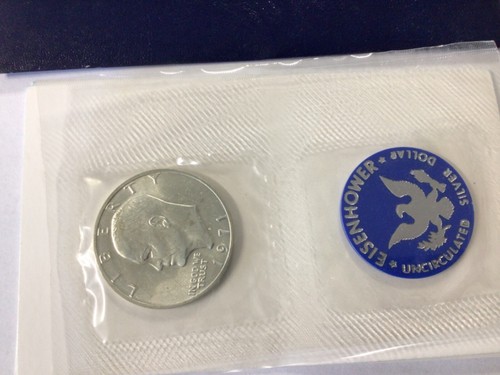 LIBERTY
IN GOD WE
TRUST
1971
EISENHOWER
SILVER DOLLAR
UNCIRCULATED